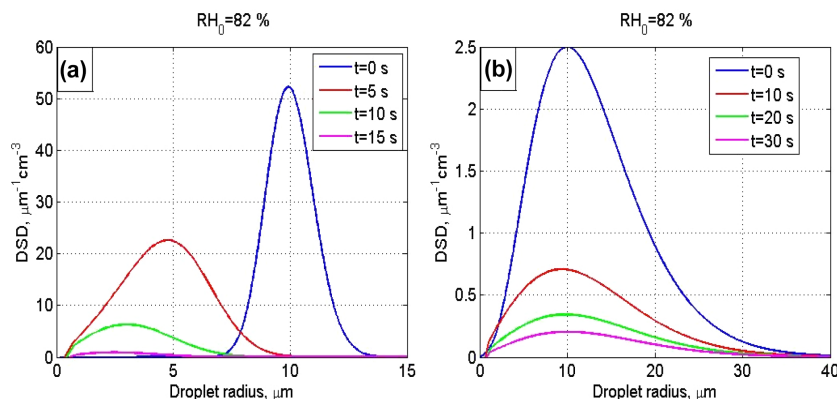 RH0=82 %
(a)
t=0 s
t=5 s
t=10 s
t=15 s
60
50
40
30
20
10
0
DSD, μm-1cm-3
0 5 10 15
Droplet radius, μm
RH0=82 %
(b)
t=0 s
t=10 s
t=20 s
t=30 s
2.5
2
1.5
1
0.5
0
DSD, μm-1cm-3
0 10 20 30 40
Droplet radius, μm